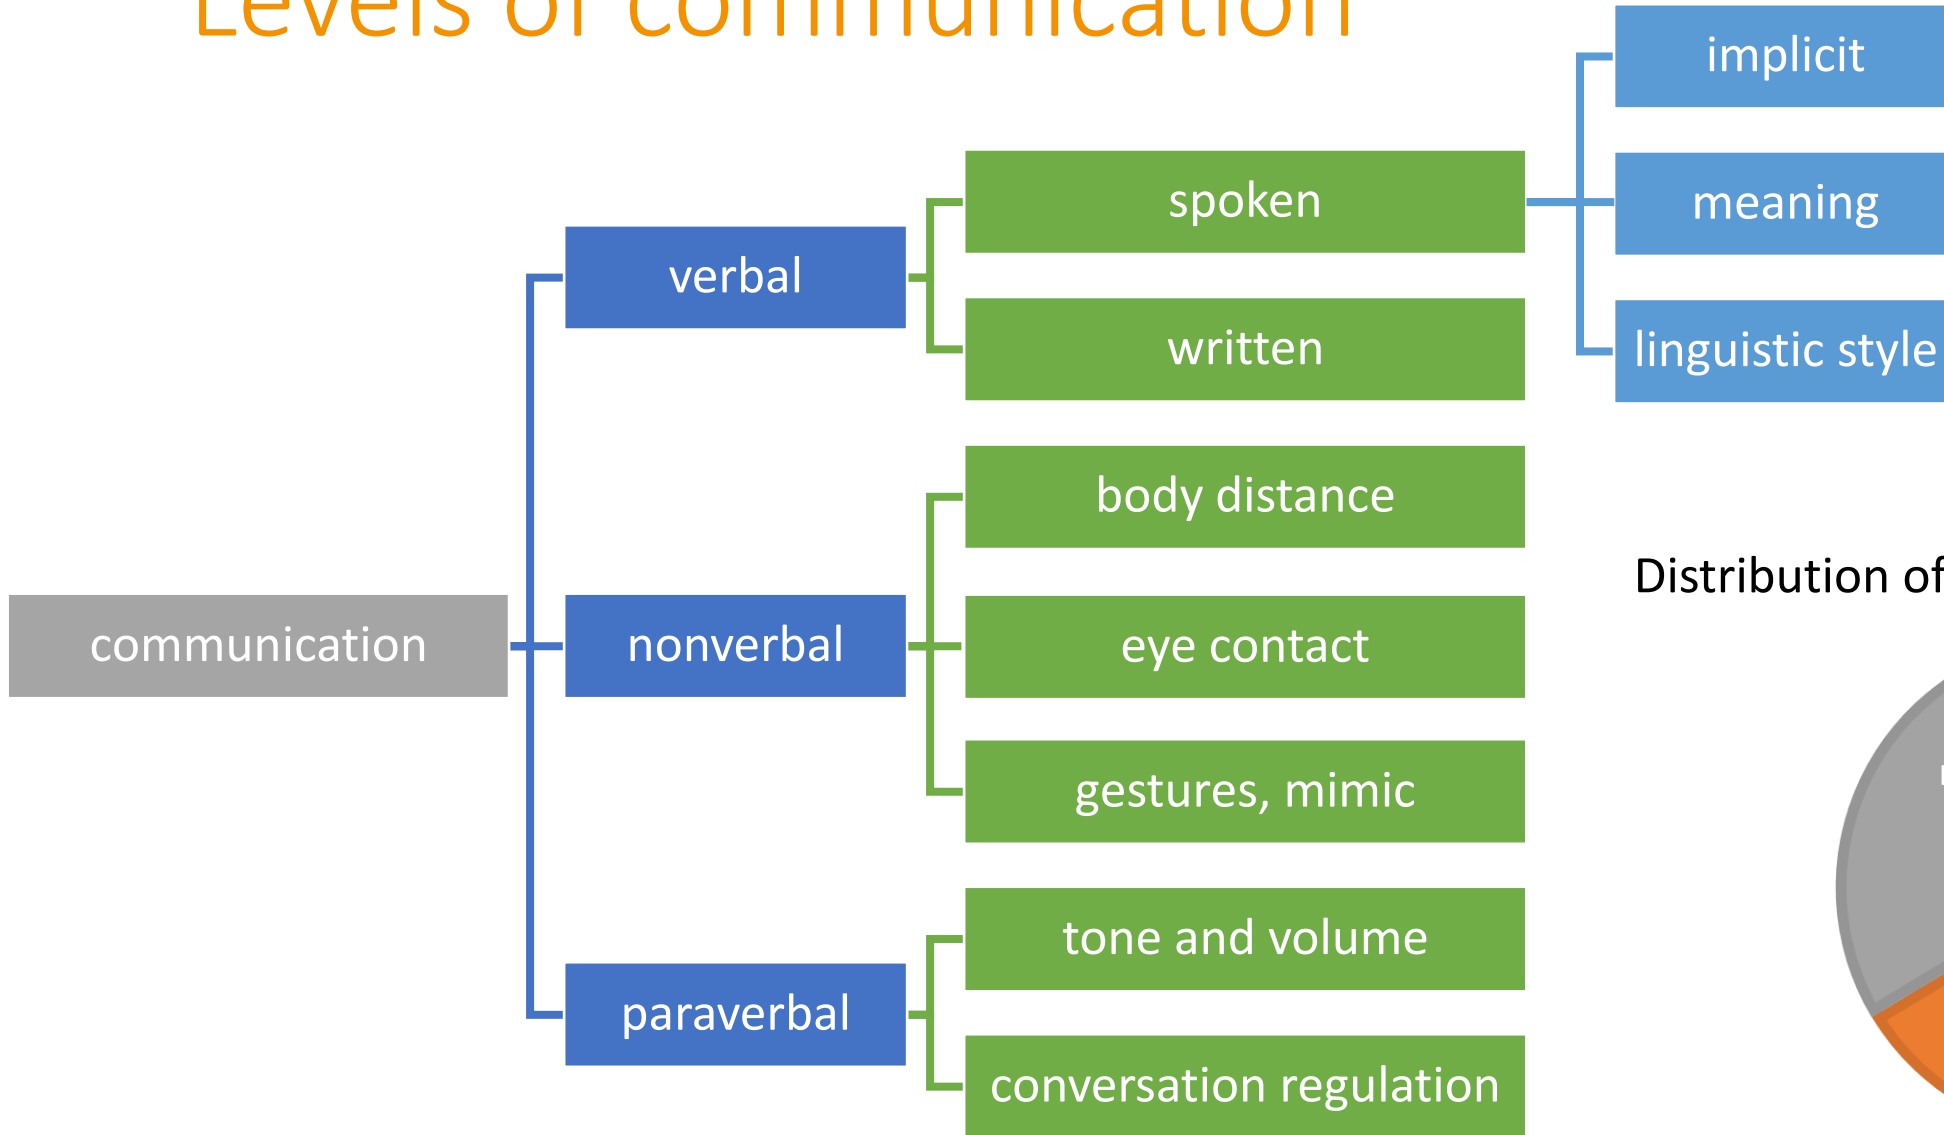 Levels of communication
implicit
spoken
meaning
verbal
written
linguistic style
body distance
Distribution of
communication
nonverbal
eye contact
gestures, mimic
tone and volume
paraverbal
conversation regulation